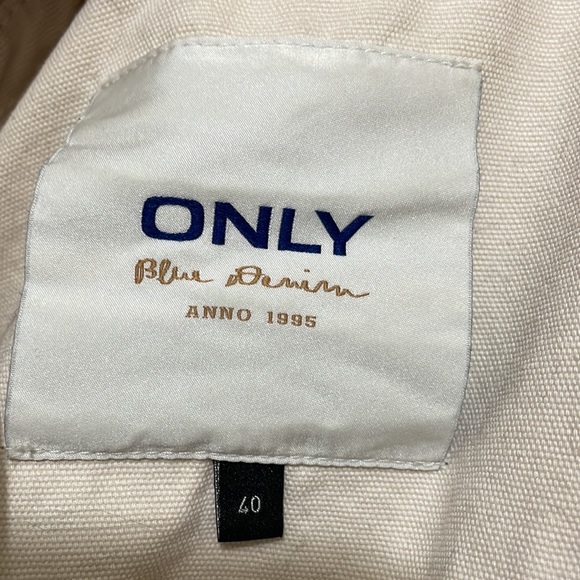 ONLY
Blue Denim
ANNO 1995
40